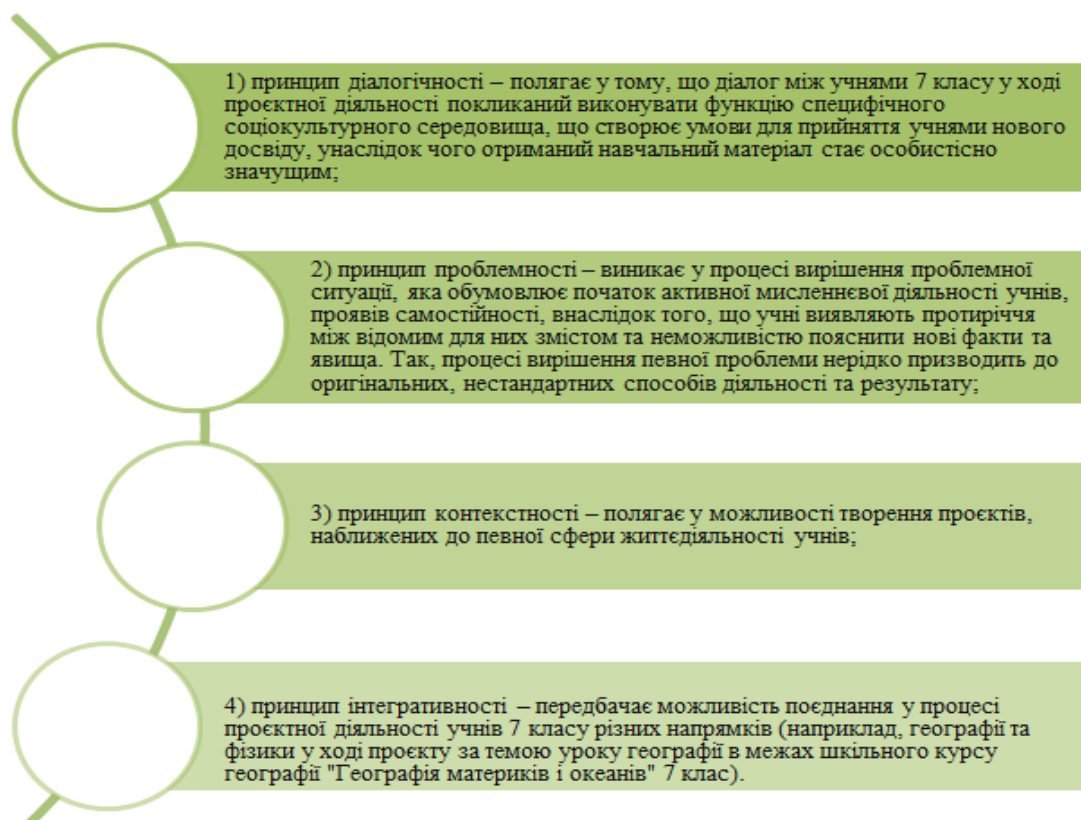 1) принцип діалогічності – полягає у тому, що діалог між учнями 7 класу у ході
проєктної діяльності покликаний виконувати функцію специфічного
соціокультурного середовища, що створює умови для прийняття учнями нового
досвіду, унаслідок чого отриманий навчальний матеріал стає особистісно
значущим;
2) принцип проблемності – виникає у процесі вирішення проблемної
ситуації, яка обумовлює початок активної мисленнєвої діяльності учнів,
проявів самостійності, внаслідок того, що учні виявляють протиріччя
між відомим для них змістом та неможливістю пояснити нові факти та
явища. Так, процесі вирішення певної проблеми нерідко призводить до
оригінальних, нестандартних способів діяльності та результату;
3) принцип контекстності – полягає у можливості творення проєктів,
наближених до певної сфери життєдіяльності учнів;
4) принцип інтегративності – передбачає можливість поєднання у процесі
проєктної діяльності учнів 7 класу різних напрямків (наприклад, географії та
фізики у ході проєкту за темою уроку географії в межах шкільного курсу
географії "Географія материків і океанів" 7 клас).